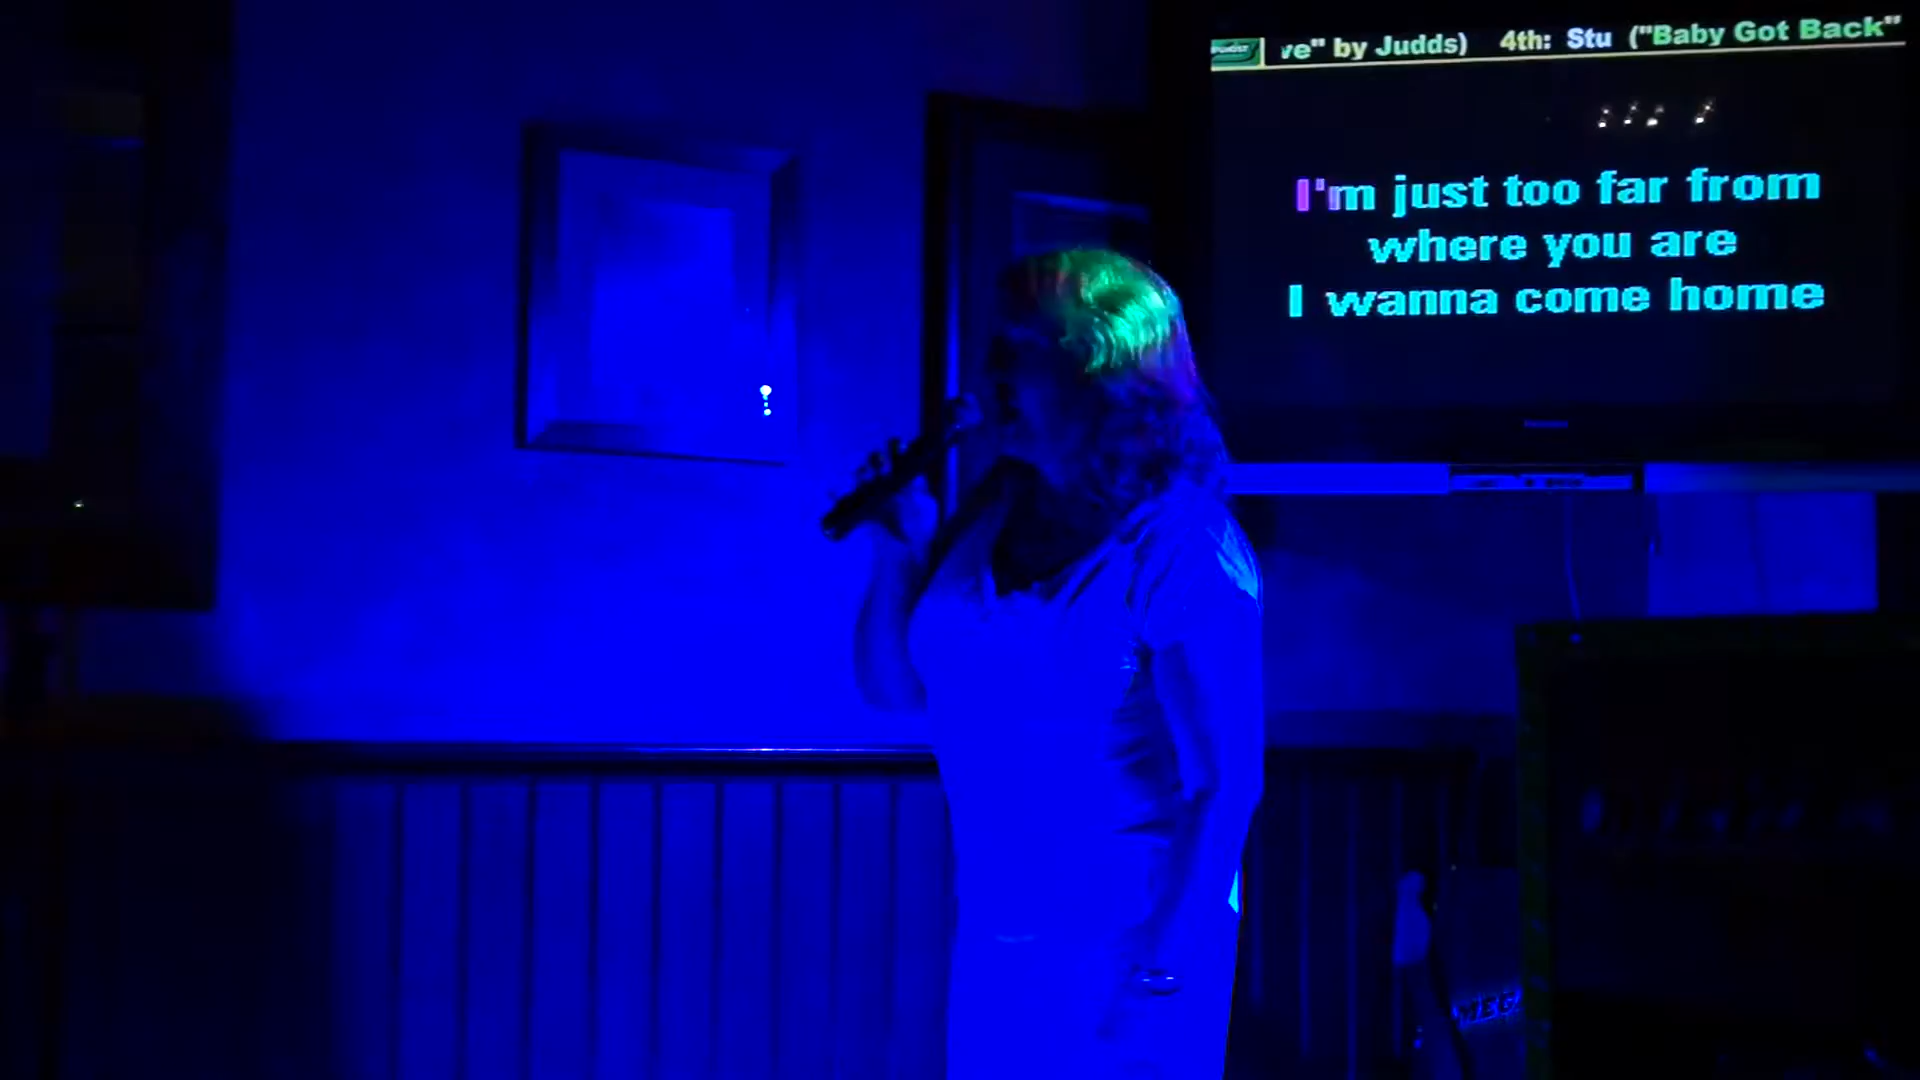 ve" by Judds) 4th: Stu ("Baby Got Back"
I'm just too far from
where you are
I wanna come home